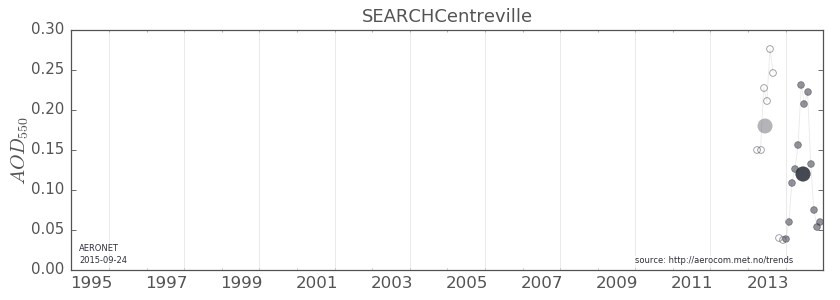 SEARCHCentreville
0.30
0.25
0.20
0.15
0.10
0.05
0.00
AOD550
AERONET
2015-09-24
source: http://aerocom.met.no/trends
1995 1997 1999 2001 2003 2005 2007 2009 2011 2013